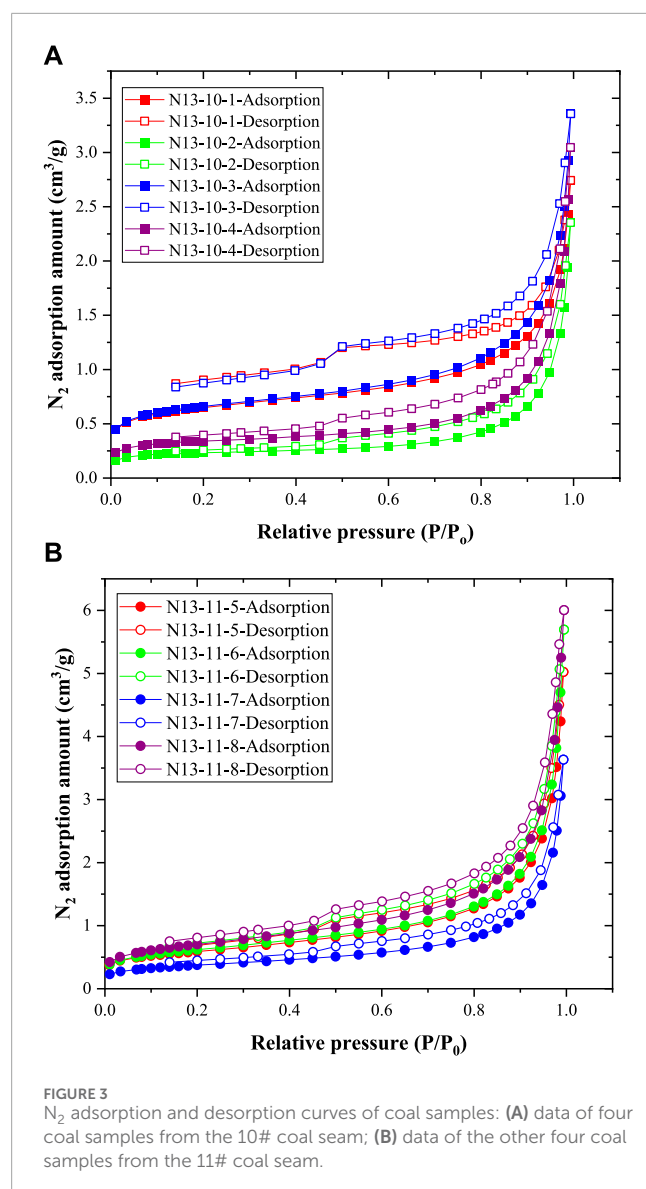 A
3.5
3.0
2.5
2.0
1.5
1.0
0.5
0.0
N₂ adsorption amount (cm³/g)
N13-10-1-Adsorption
N13-10-1-Desorption
N13-10-2-Adsorption
N13-10-2-Desorption
N13-10-3-Adsorption
N13-10-3-Desorption
N13-10-4-Adsorption
N13-10-4-Desorption
0.0 0.2 0.4 0.6 0.8 1.0
Relative pressure (P/Pₒ)
B
6
5
4
3
2
1
0
N₂ adsorption amount (cm³/g)
N13-11-5-Adsorption
N13-11-5-Desorption
N13-11-6-Adsorption
N13-11-6-Desorption
N13-11-7-Adsorption
N13-11-7-Desorption
N13-11-8-Adsorption
N13-11-8-Desorption
0.0 0.2 0.4 0.6 0.8 1.0
Relative pressure (P/P₀)
FIGURE 3
N₂ adsorption and desorption curves of coal samples: (A) data of four
coal samples from the 10# coal seam; (B) data of the other four coal
samples from the 11# coal seam.